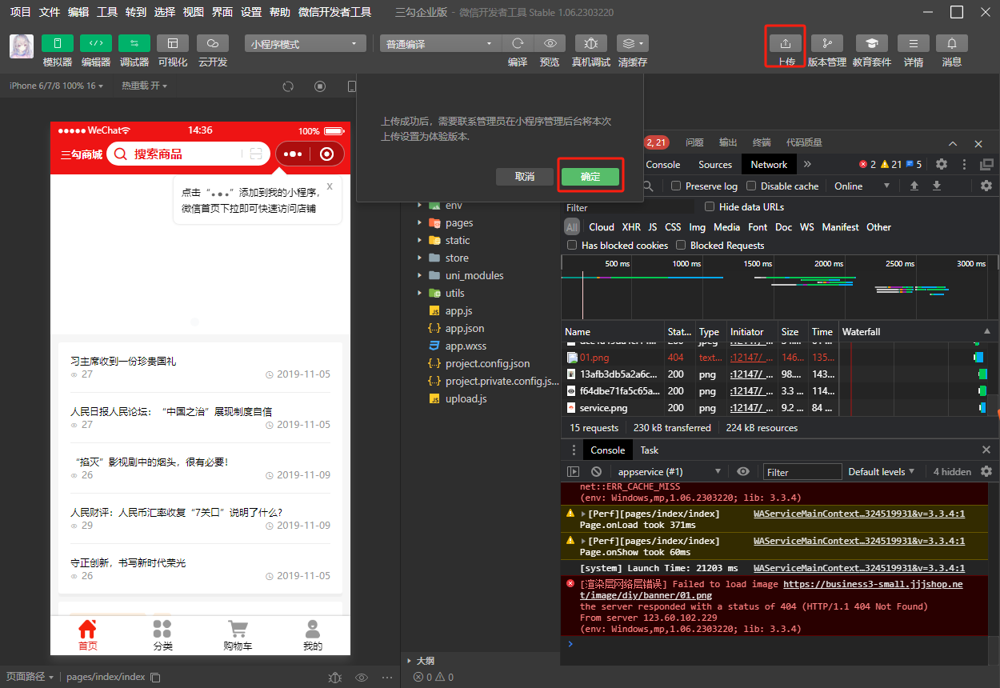 项目 文件 编辑 工具 转到 选择 视图 界面 设置 帮助 微信开发者工具 三勾企业版 - 微信开发者工具 Stable 1.06.2303220
小程序模式 普通编译
模拟器 编辑器 调试器 可视化 云开发 编译 预览 真机调试 清缓存 上传 版本管理 教育套件 详情 消息
iPhone 6/7/8 100% 16 热重载 开
WeChat 14:36 100%
三勾商城 搜索商品
点击“ ”添加到我的小程序,
微信首页下拉即可快速访问店铺
X
习主席收到一份珍贵国礼
27 2019-11-05
人民日报人民论坛：“中国之治”展现制度自信
27 2019-11-05
“掐灭”影视剧中的烟头，很有必要！
26 2019-11-09
人民财评：人民币汇率收复“7关口”说明了什么？
29 2019-11-09
守正创新，书写新时代荣光
26 2019-11-05
首页 分类 购物车 我的
页面路径 pages/index/index
上传成功后，需要联系管理员在小程序管理后台将本次
上传设置为体验版本.
取消 确定
env
pages
static
store
uni_modules
utils
app.js
app.json
app.wxss
project.config.json
project.private.config.js...
upload.js
大纲
0 0
2, 21 问题 输出 终端 代码质量
Console Sources Network 2 21 5
Preserve log Disable cache Online
Filter Hide data URLs
All Cloud XHR JS CSS Img Media Font Doc WS Manifest Other
Has blocked cookies Blocked Requests
500 ms 1000 ms 1500 ms 2000 ms 2500 ms 3000 ms
Name Stat... Type Initiator Size Time Waterfall
01.png 404 text... :12147/_... 146... 135...
13afb3db5a2a6c... 200 png :12147/_... 98.... 143...
f64dbe71fa5c65a... 200 png :12147/_... 3.3 ... 114...
service.png 200 png :12147/_... 9.2 ... 84 ...
15 requests 230 kB transferred 224 kB resources
Console Task
appservice (#1) Filter Default levels 4 hidden
net::ERR_CACHE_MISS
(env: Windows,mp,1.06.2303220; lib: 3.3.4)
[Perf][pages/index/index] WAServiceMainContext…324519931&v=3.3.4:1
Page.onLoad took 371ms
[Perf][pages/index/index] WAServiceMainContext…324519931&v=3.3.4:1
Page.onShow took 60ms
[system] Launch Time: 21203 ms WAServiceMainContext…324519931&v=3.3.4:1
[渲染层网络层错误] Failed to load image https://business3-small.jjjshop.ne
t/image/diy/banner/01.png
the server responded with a status of 404 (HTTP/1.1 404 Not Found)
From server 123.60.102.229
(env: Windows,mp,1.06.2303220; lib: 3.3.4)